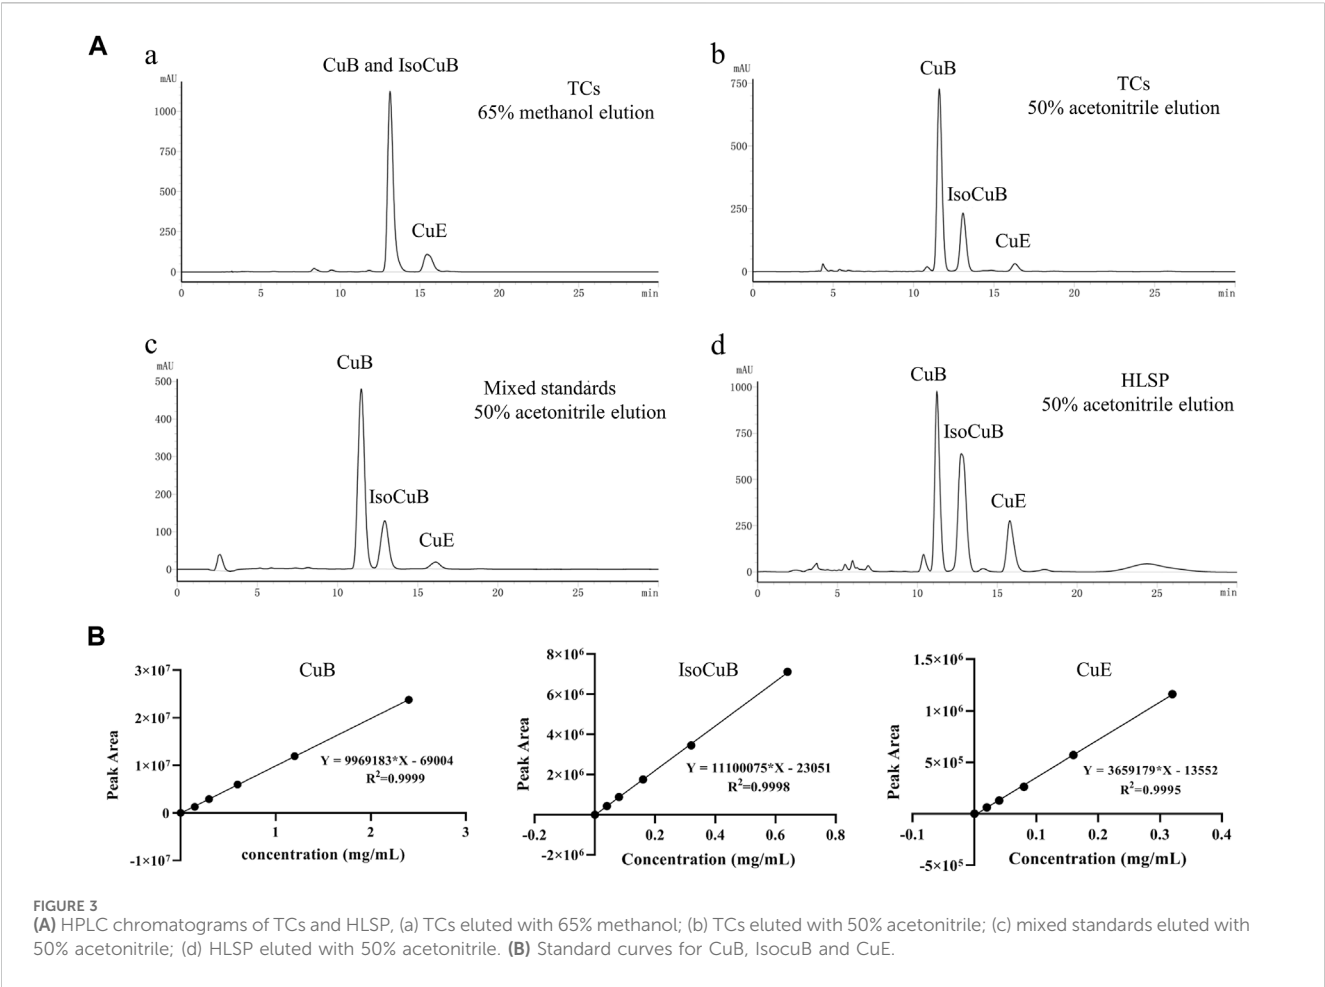 A
a
CuB and IsoCuB
mAU
TCs
65% methanol elution
1000
750
500
250
0
CuE
0 5 10 15 20 25 min
b
CuB
mAU
TCs
50% acetonitrile elution
750
500
250
0
IsoCuB
CuE
0 5 10 15 20 25 min
c
CuB
mAU
Mixed standards
50% acetonitrile elution
500
400
300
200
100
0
IsoCuB
CuE
0 5 10 15 20 25 min
d
CuB
mAU
HLSP
50% acetonitrile elution
1000
750
500
250
0
IsoCuB
CuE
0 5 10 15 20 25 min
B
CuB
Peak Area
3×10⁷
2×10⁷
1×10⁷
0
-1×10⁷
Y = 9969183*X - 69004
R²=0.9999
1 2 3
concentration (mg/mL)
IsoCuB
Peak Area
8×10⁶
6×10⁶
4×10⁶
2×10⁶
0
-2×10⁶
Y = 11100075*X - 23051
R²=0.9998
-0.2 0.2 0.4 0.6 0.8
Concentration (mg/mL)
CuE
Peak Area
1.5×10⁶
1×10⁶
5×10⁵
0
-5×10⁵
Y = 3659179*X - 13552
R²=0.9995
-0.1 0.1 0.2 0.3 0.4
Concentration (mg/mL)
FIGURE 3
(A) HPLC chromatograms of TCs and HLSP, (a) TCs eluted with 65% methanol; (b) TCs eluted with 50% acetonitrile; (c) mixed standards eluted with
50% acetonitrile; (d) HLSP eluted with 50% acetonitrile. (B) Standard curves for CuB, IsocuB and CuE.